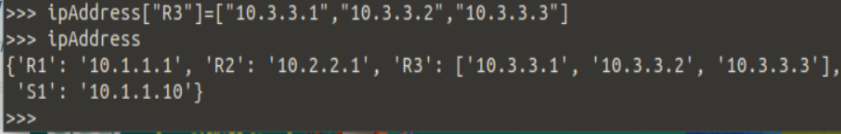 >>> ipAddress["R3"]=["10.3.3.1","10.3.3.2","10.3.3.3"]
>>> ipAddress
{'R1': '10.1.1.1', 'R2': '10.2.2.1', 'R3': ['10.3.3.1', '10.3.3.2', '10.3.3.3'],
 'S1': '10.1.1.10'}
>>>